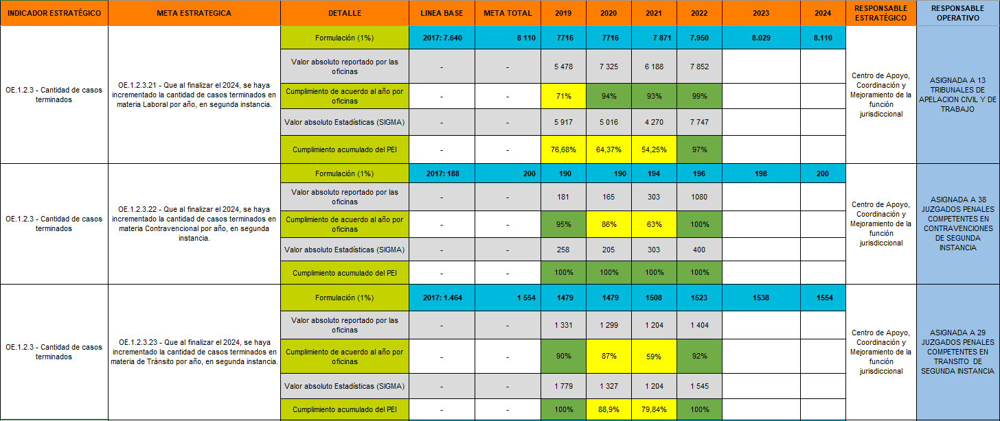 INDICADOR ESTRATÉGICO META ESTRATEGICA DETALLE LINEA BASE META TOTAL 2019 2020 2021 2022 2023 2024 RESPONSABLE ESTRATÉGICO RESPONSABLE OPERATIVO
OE.1.2.3 - Cantidad de casos
terminados
OE.1.2.3.21 - Que al finalizar el 2024, se haya
incrementado la cantidad de casos terminados en
materia Laboral por año, en segunda instancia.
Formulación (1%) 2017: 7.640 8 110 7716 7716 7 871 7.950 8.029 8.110
Valor absoluto reportado por las
oficinas - - 5 478 7 325 6 188 7 852
Cumplimiento de acuerdo al año por
oficinas - - 71% 94% 93% 99%
Valor absoluto Estadísticas (SIGMA) - - 5 917 5 016 4 270 7 747
Cumplimiento acumulado del PEI - - 76,68% 64,37% 54,25% 97%
Centro de Apoyo,
Coordinación y
Mejoramiento de la
función
jurisdiccional
ASIGNADA A 13
TRIBUNALES DE
APELACION CIVIL Y DE
TRABAJO
OE.1.2.3 - Cantidad de casos
terminados
OE.1.2.3.22 - Que al finalizar el 2024, se haya
incrementado la cantidad de casos terminados en
materia Contravencional por año, en segunda
instancia.
Formulación (1%) 2017: 188 200 190 190 194 196 198 200
Valor absoluto reportado por las
oficinas - - 181 165 303 1080
Cumplimiento de acuerdo al año por
oficinas - - 95% 86% 63% 100%
Valor absoluto Estadísticas (SIGMA) - - 258 205 303 400
Cumplimiento acumulado del PEI - - 100% 100% 100% 100%
Centro de Apoyo,
Coordinación y
Mejoramiento de la
función
jurisdiccional
ASIGNADA A 38
JUZGADOS PENALES
COMPETENTES EN
CONTRAVENCIONES
DE SEGUNDA
INSTANCIA
OE.1.2.3 - Cantidad de casos
terminados
OE.1.2.3.23 - Que al finalizar el 2024, se haya
incrementado la cantidad de casos terminados en
materia de Tránsito por año, en segunda instancia.
Formulación (1%) 2017: 1.464 1 554 1479 1479 1508 1523 1538 1554
Valor absoluto reportado por las
oficinas - - 1 331 1 299 1 204 1 404
Cumplimiento de acuerdo al año por
oficinas - - 90% 87% 59% 92%
Valor absoluto Estadísticas (SIGMA) - - 1 779 1 327 1 204 1 545
Cumplimiento acumulado del PEI - - 100% 88,9% 79,84% 100%
Centro de Apoyo,
Coordinación y
Mejoramiento de la
función
jurisdiccional
ASIGNADA A 29
JUZGADOS PENALES
COMPETENTES EN
TRANSITO DE
SEGUNDA INSTANCIA